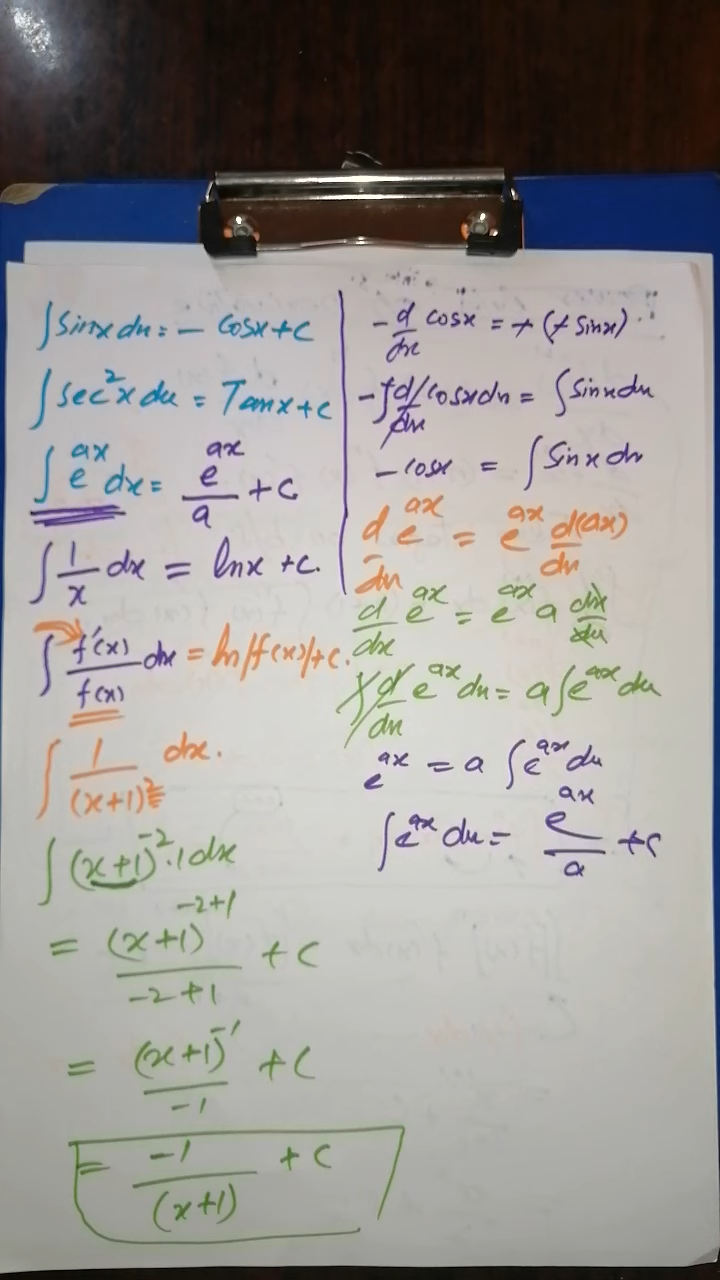 ∫ Sinx dx = - Cosx + C
∫ sec²x dx = Tanx + C
∫ e^{ax} dx = e^{ax}/a + C
∫ 1/x dx = lnx + C.
∫ f'(x)/f(x) dx = ln|f(x)| + C.
∫ 1/(x+1)² dx.
∫ (x+1)^{-2} · 1 dx
= (x+1)^{-2+1}/(-2+1) + C
= (x+1)^{-1}/-1 + C
= -1/(x+1) + C
- d/dx cosx = + (+ Sinx)
- ∫ d/dx cosx dx = ∫ Sinx dx
- cosx = ∫ Sinx dx
d/dx e^{ax} = e^{ax} d(ax)/dx
d/dx e^{ax} = e^{ax} a dx/dx
∫ d/dx e^{ax} dx = a ∫ e^{ax} dx
e^{ax} = a ∫ e^{ax} dx
∫ e^{ax} dx = e^{ax}/a + C